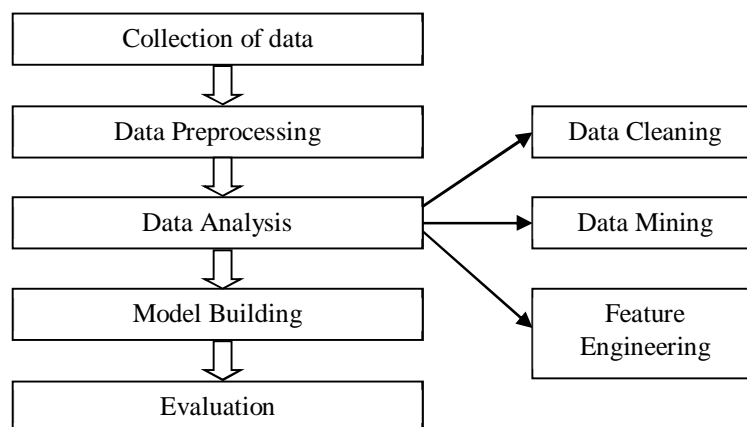 Collection of data
Data Preprocessing
Data Cleaning
Data Analysis
Data Mining
Model Building
Feature
Engineering
Evaluation